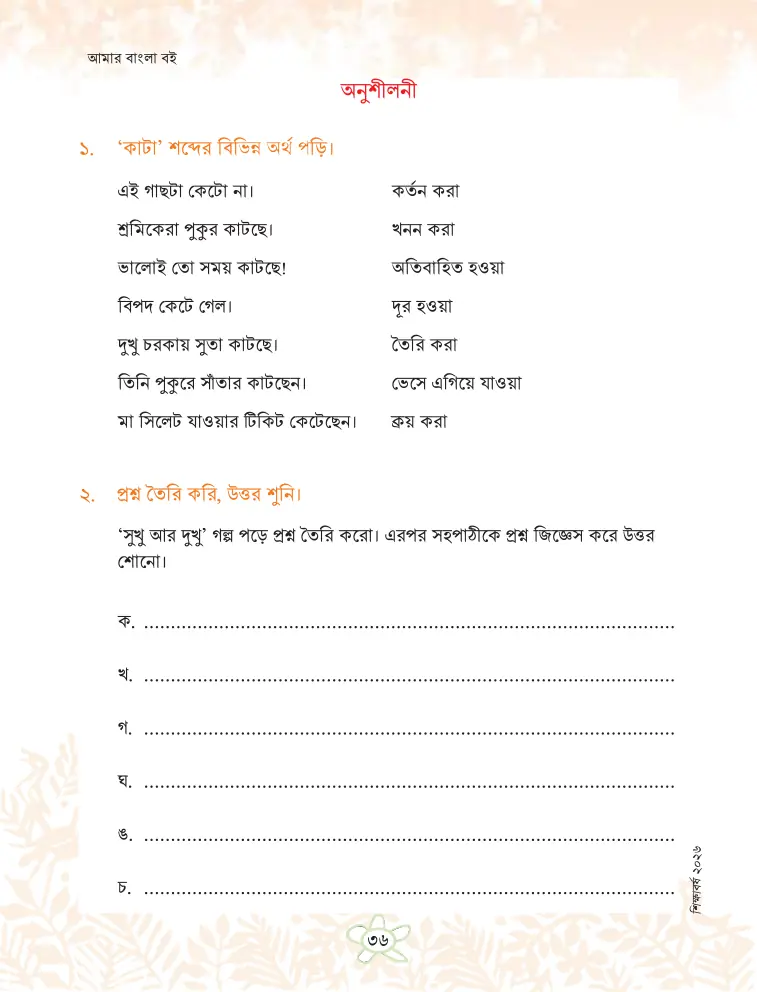 আমার বাংলা বই
অনুশীলনী
১. ‘কাটা’ শব্দের বিভিন্ন অর্থ পড়ি।
এই গাছটা কেটো না। কর্তন করা
শ্রমিকেরা পুকুর কাটছে। খনন করা
ভালোই তো সময় কাটছে! অতিবাহিত হওয়া
বিপদ কেটে গেল। দূর হওয়া
দুখু চরকায় সুতা কাটছে। তৈরি করা
তিনি পুকুরে সাঁতার কাটছেন। ভেসে এগিয়ে যাওয়া
মা সিলেট যাওয়ার টিকিট কেটেছেন। ক্রয় করা
২. প্রশ্ন তৈরি করি, উত্তর শুনি।
‘সুখু আর দুখু’ গল্প পড়ে প্রশ্ন তৈরি করো। এরপর সহপাঠীকে প্রশ্ন জিজ্ঞেস করে উত্তর
শোনো।
ক. ....................................................................................................
খ. ....................................................................................................
গ. ....................................................................................................
ঘ. ....................................................................................................
ঙ. ....................................................................................................
চ. ....................................................................................................
শিক্ষাবর্ষ ২০২৬
৩৬